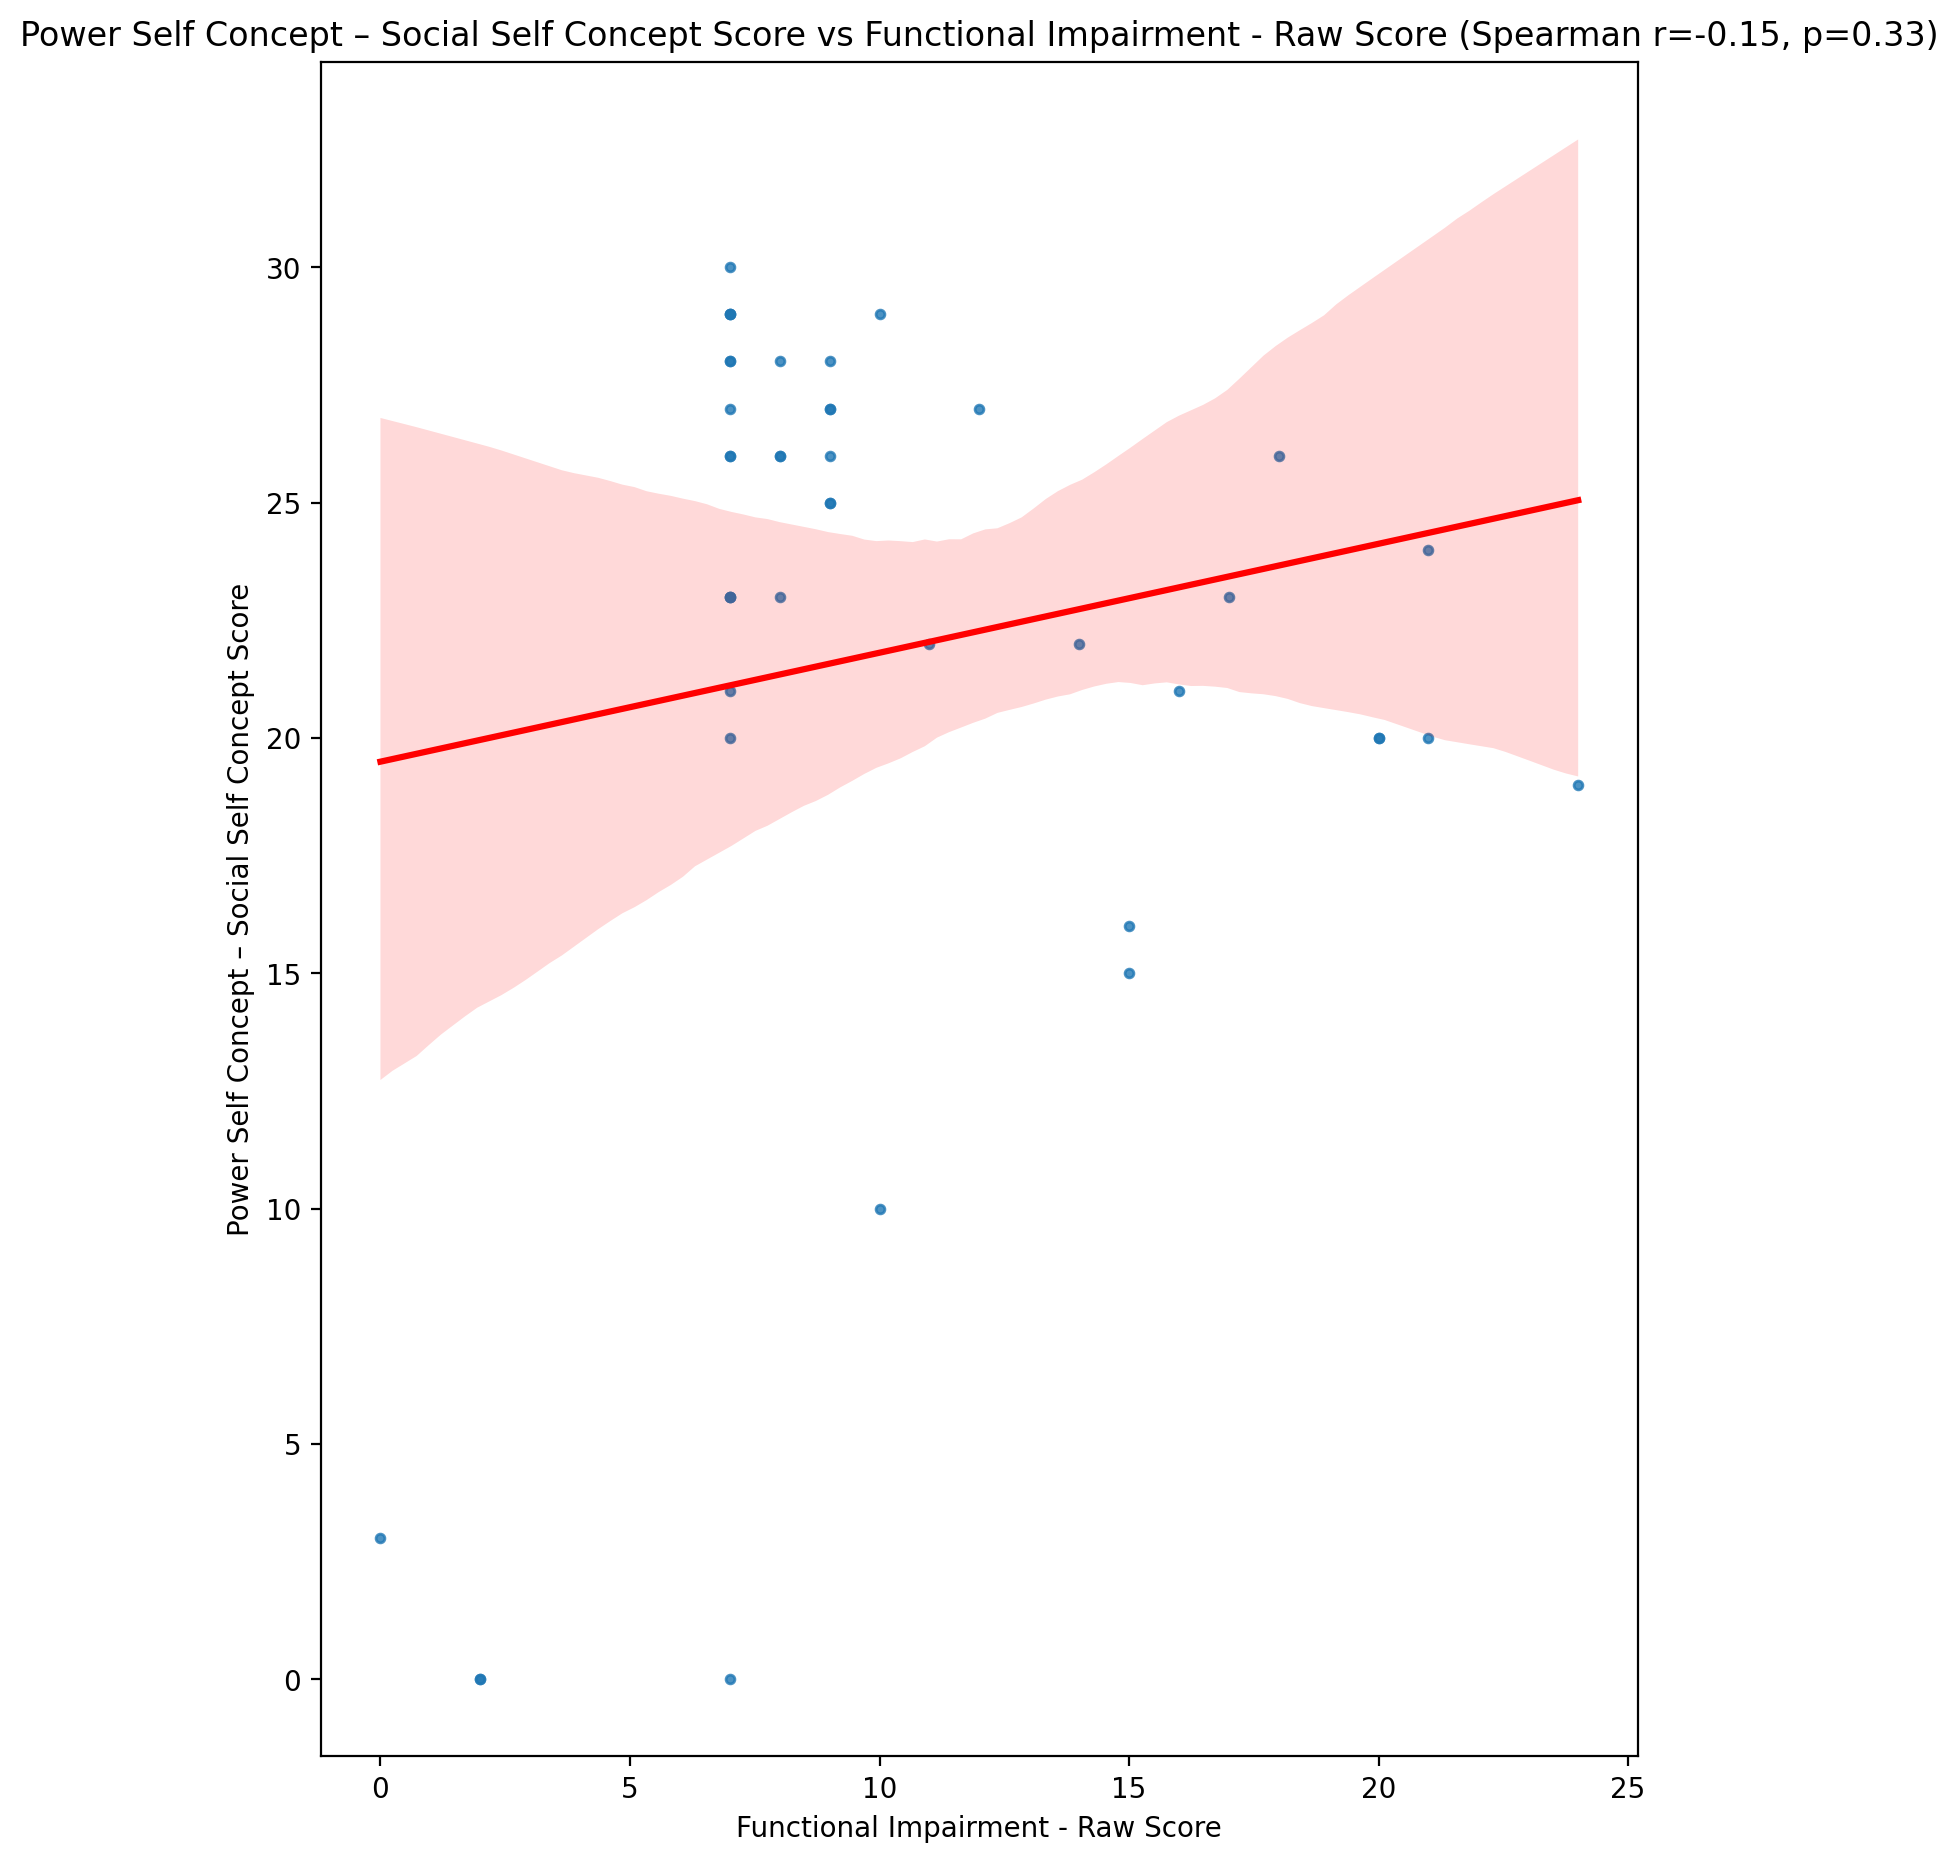 Power Self Concept – Social Self Concept Score vs Functional Impairment - Raw Score (Spearman r=-0.15, p=0.33)
Power Self Concept – Social Self Concept Score
30
25
20
15
10
5
0
0 5 10 15 20 25
Functional Impairment - Raw Score